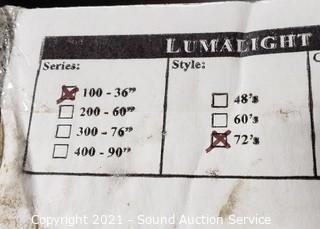 LUMALIGHT
Series:
Style:
100 - 36"
200 - 60"
300 - 76"
400 - 90"
48's
60's
72's
Copyright 2021 - Sound Auction Service